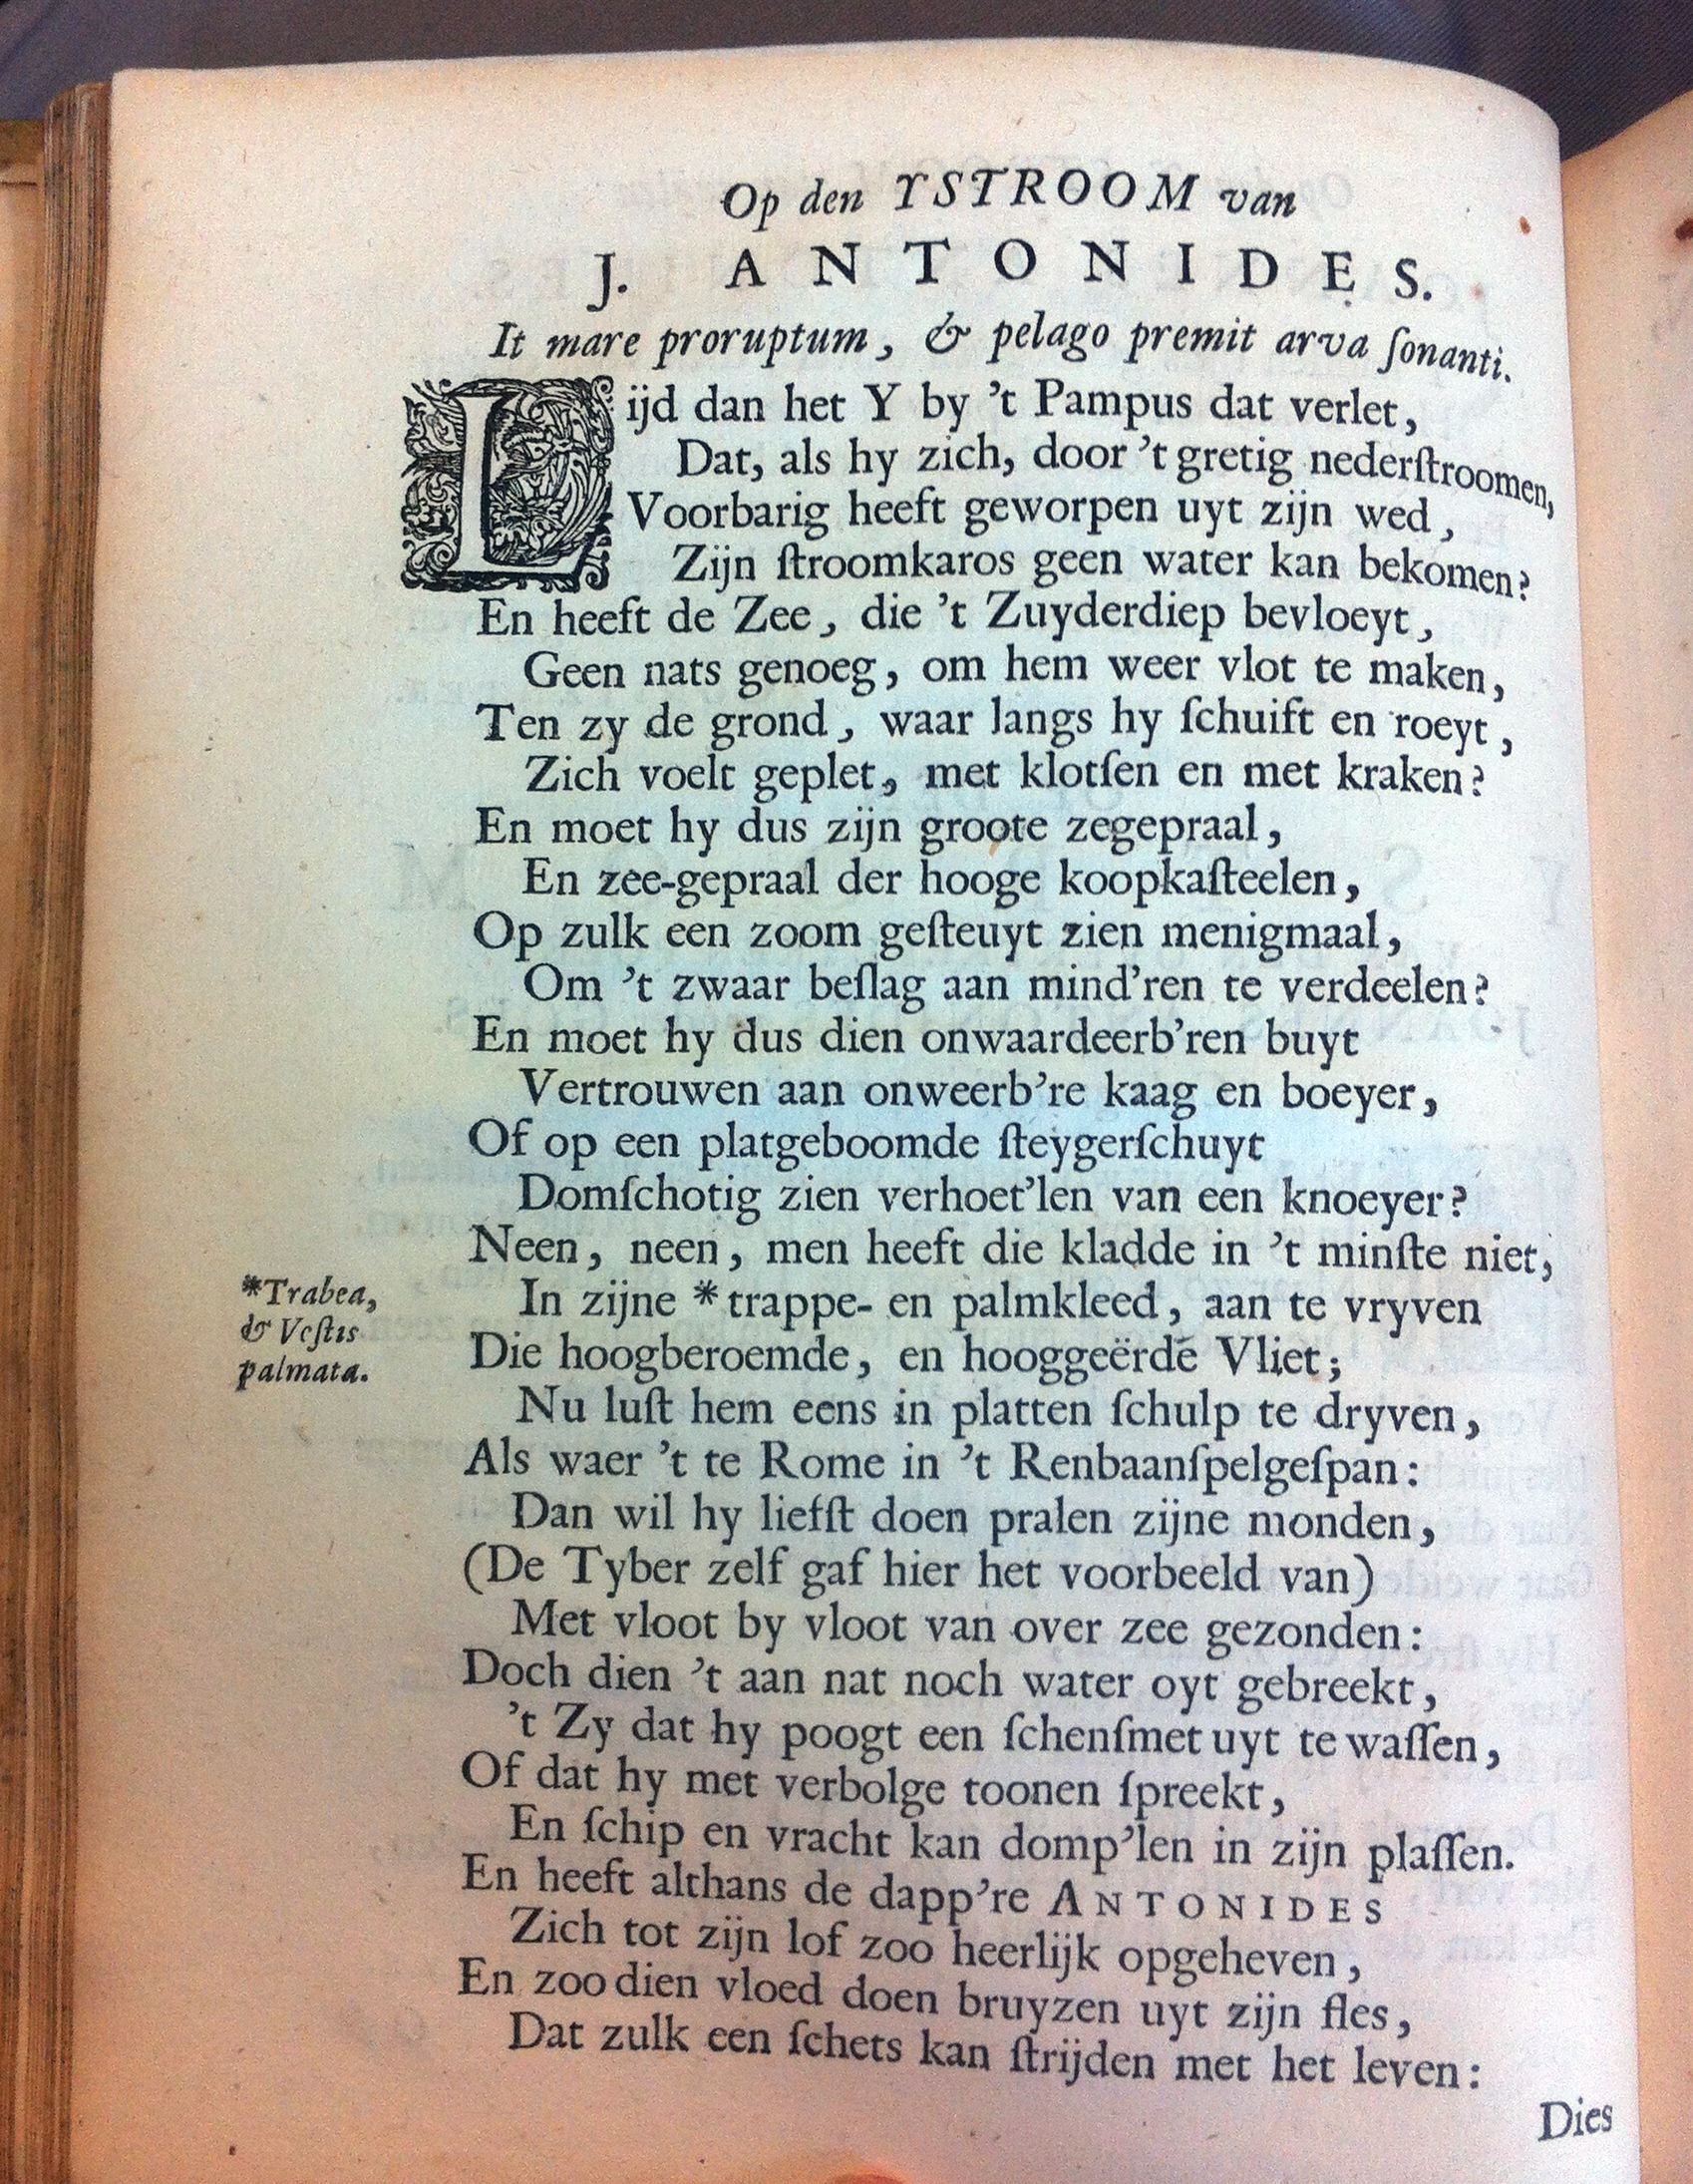 Op den YSTROOM van
J. ANTONIDES.
It mare proruptum, & pelago premit arva ſonanti.
Lijd dan het Y by 't Pampus dat verlet,
Dat, als hy zich, door 't gretig nederſtroomen,
Voorbarig heeft geworpen uyt zijn wed,
Zijn ſtroomkaros geen water kan bekomen?
En heeft de Zee, die 't Zuyderdiep bevloeyt,
Geen nats genoeg, om hem weer vlot te maken,
Ten zy de grond, waar langs hy ſchuift en roeyt,
Zich voelt geplet, met klotſen en met kraken?
En moet hy dus zijn groote zegepraal,
En zee-gepraal der hooge koopkaſteelen,
Op zulk een zoom geſteuyt zien menigmaal,
Om 't zwaar beſlag aan mind'ren te verdeelen?
En moet hy dus dien onwaardeerb'ren buyt
Vertrouwen aan onweerb're kaag en boeyer,
Of op een platgeboomde ſteygerſchuyt
Domſchotig zien verhoet'len van een knoeyer?
Neen, neen, men heeft die kladde in 't minſte niet,
In zijne *trappe- en palmkleed, aan te vryven
Die hoogberoemde, en hooggeërde Vliet;
Nu luſt hem eens in platten ſchulp te dryven,
Als waer 't te Rome in 't Renbaanſpelgeſpan:
Dan wil hy liefſt doen pralen zijne monden,
(De Tyber zelf gaf hier het voorbeeld van)
Met vloot by vloot van over zee gezonden:
Doch dien 't aan nat noch water oyt gebreekt,
't Zy dat hy poogt een ſchenſmet uyt te waſſen,
Of dat hy met verbolge toonen ſpreekt,
En ſchip en vracht kan domp'len in zijn plaſſen.
En heeft althans de dapp're ANTONIDES
Zich tot zijn lof zoo heerlijk opgeheven,
En zoo dien vloed doen bruyzen uyt zijn fles,
Dat zulk een ſchets kan ſtrijden met het leven:
Dies
*Trabea,
& Veſtis
palmata.